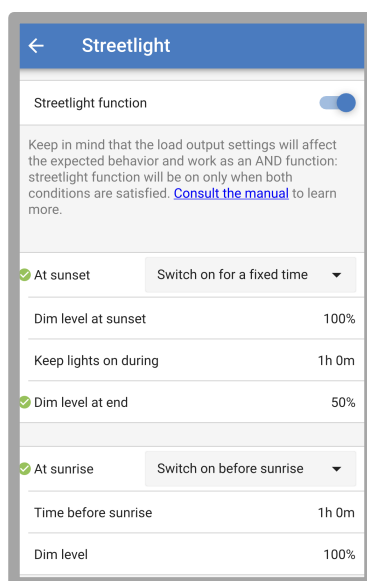 Streetlight
Streetlight function
Keep in mind that the load output settings will affect
the expected behavior and work as an AND function:
streetlight function will be on only when both
conditions are satisfied. Consult the manual to learn
more.
At sunset Switch on for a fixed time
Dim level at sunset 100%
Keep lights on during 1h 0m
Dim level at end 50%
At sunrise Switch on before sunrise
Time before sunrise 1h 0m
Dim level 100%